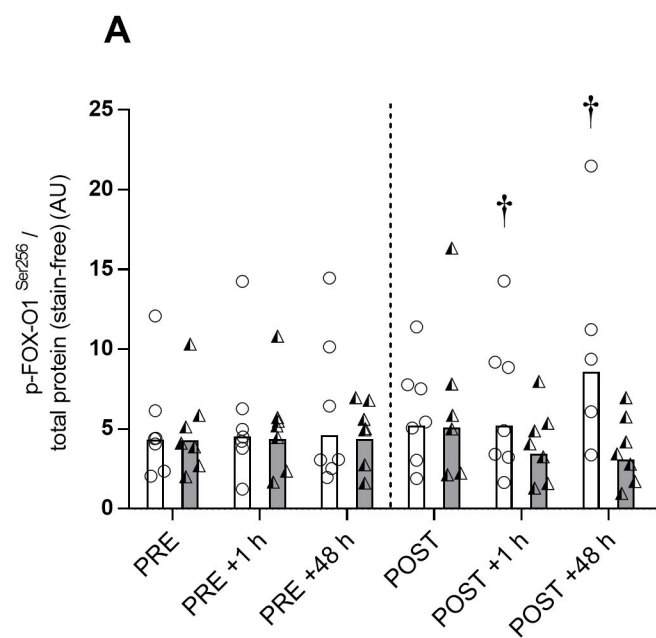 A
p-FOX-O1 Ser256 /
total protein (stain-free) (AU)
25
20
15
10
5
0
†
†
PRE
PRE +1 h
PRE +48 h
POST
POST +1 h
POST +48 h